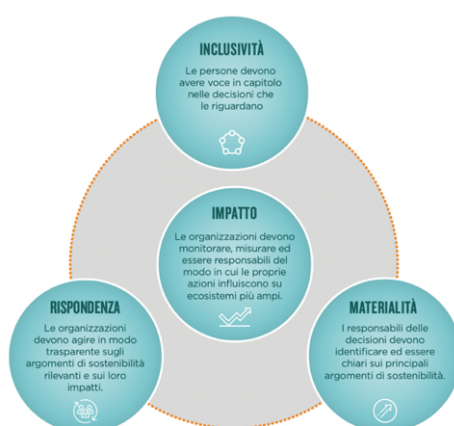 INCLUSIVITÀ
Le persone devono
avere voce in capitolo
nelle decisioni che
le riguardano
IMPATTO
Le organizzazioni devono
monitorare, misurare ed
essere responsabili del
modo in cui le proprie
azioni influiscono su
ecosistemi più ampi.
RISPONDENZA
Le organizzazioni
devono agire in modo
trasparente sugli
argomenti di sostenibilità
rilevanti e sui loro
impatti.
MATERIALITÀ
I responsabili delle
decisioni devono
identificare ed essere
chiari sui principali
argomenti di sostenibilità.